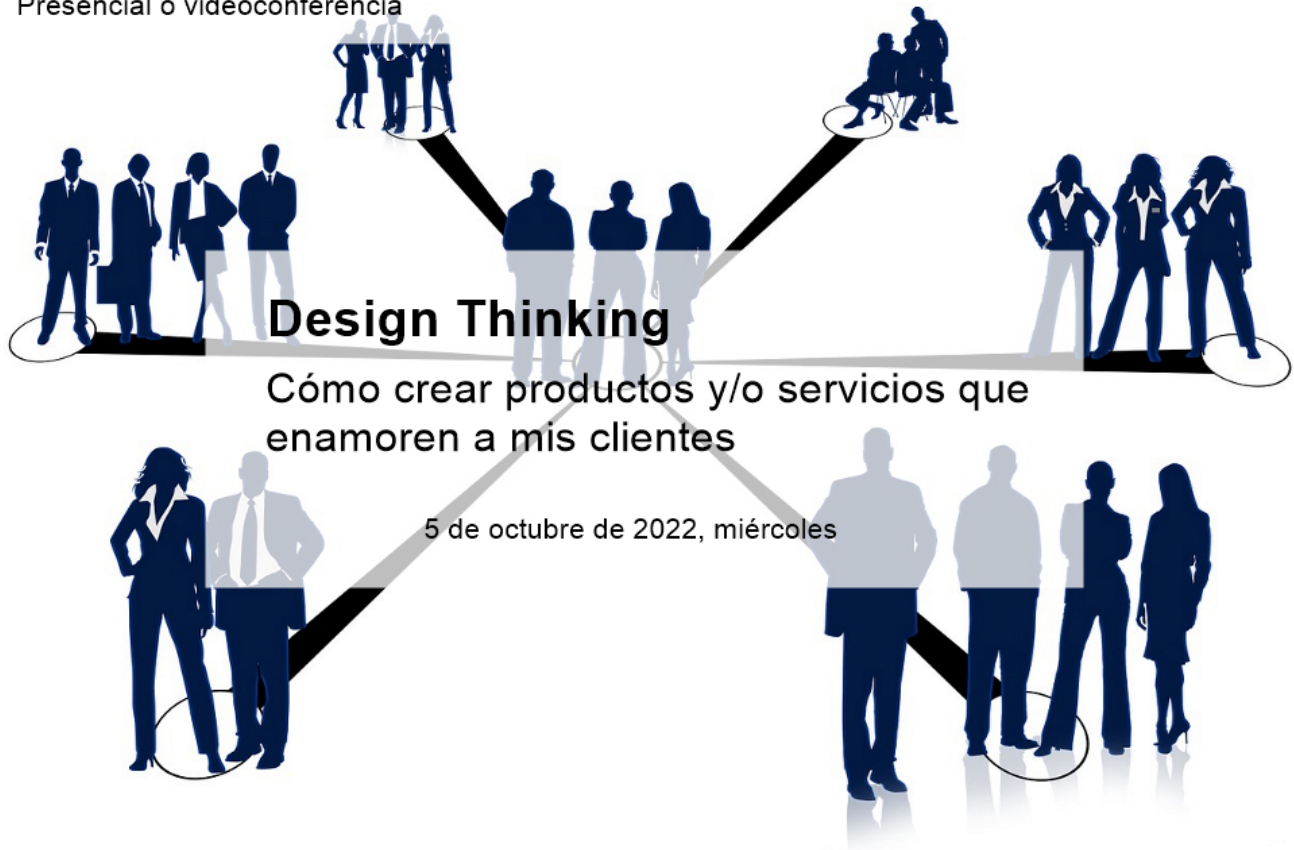 Presencial o videoconferencia
Design Thinking
Cómo crear productos y/o servicios que
enamoren a mis clientes
5 de octubre de 2022, miércoles